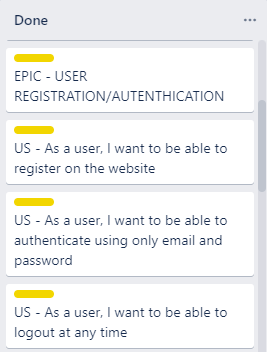 Done
EPIC - USER
REGISTRATION/AUTENTHICATION
US - As a user, I want to be able to
register on the website
US - As a user, I want to be able to
authenticate using only email and
password
US - As a user, I want to be able to
logout at any time